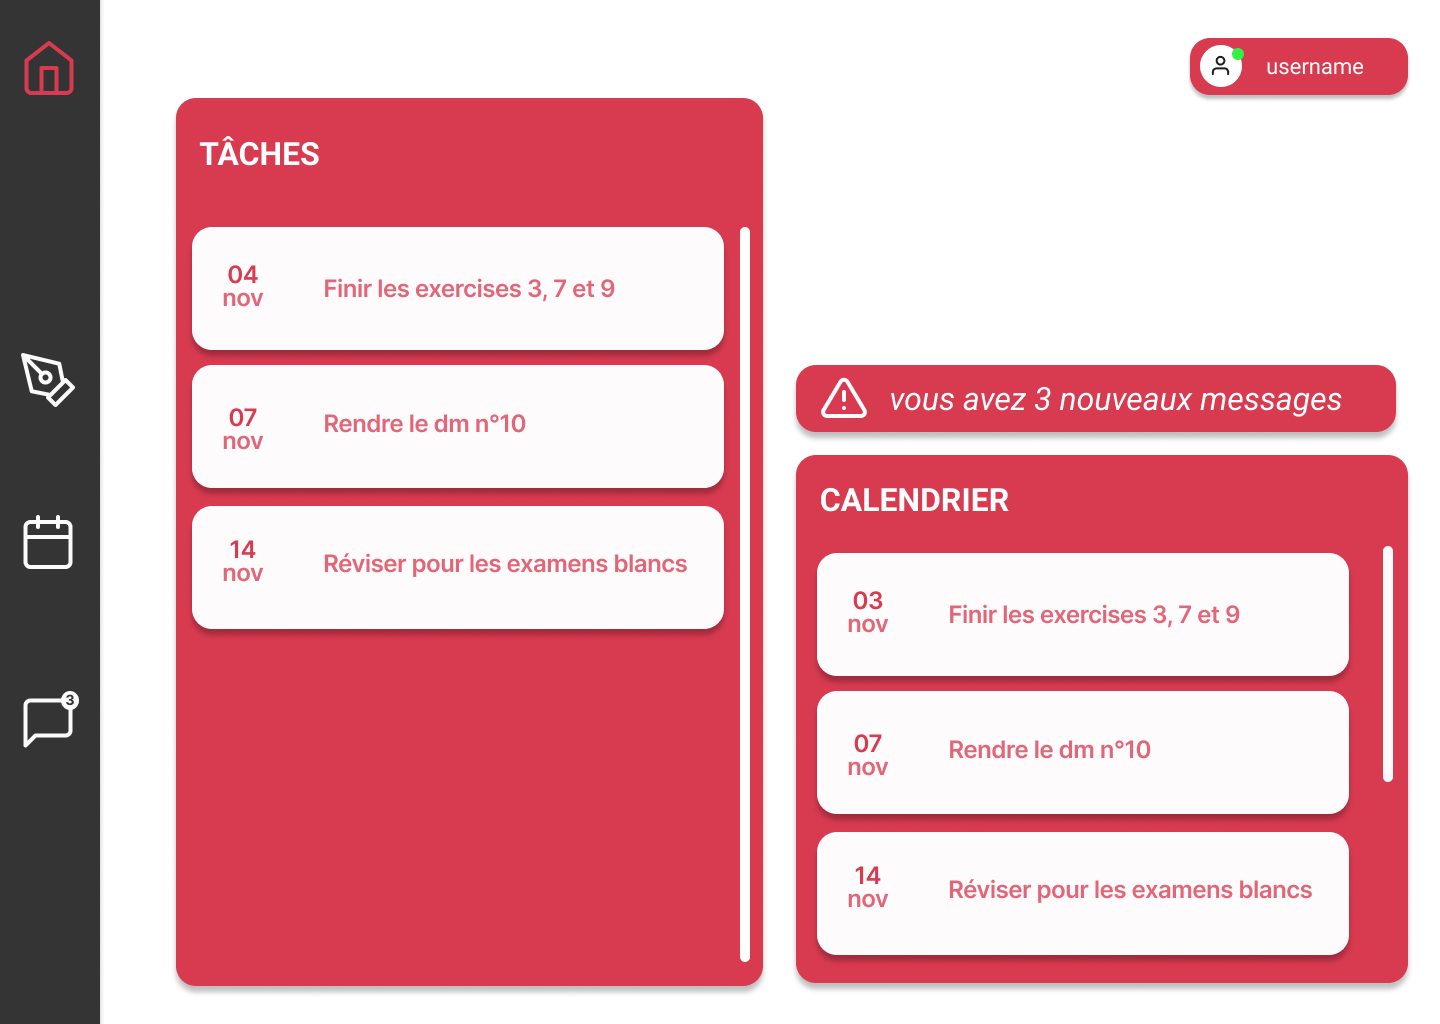 username
TÂCHES
04
nov
Finir les exercises 3, 7 et 9
07
nov
Rendre le dm n°10
14
nov
Réviser pour les examens blancs
3
vous avez 3 nouveaux messages
CALENDRIER
03
nov
Finir les exercises 3, 7 et 9
07
nov
Rendre le dm n°10
14
nov
Réviser pour les examens blancs